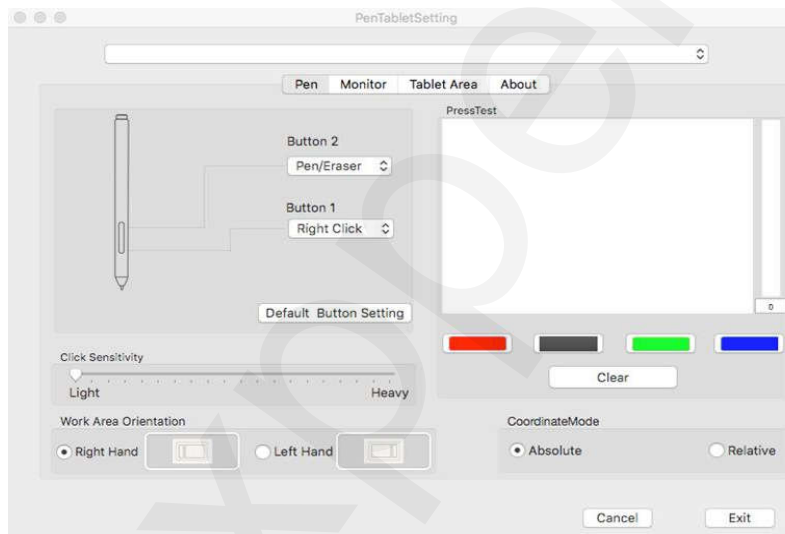 PenTabletSetting
Pen Monitor Tablet Area About
PressTest
Button 2
Pen/Eraser
Button 1
Right Click
Default Button Setting
0
Click Sensitivity
Light Heavy
Clear
Work Area Orientation
CoordinateMode
Right Hand Left Hand
Absolute Relative
Cancel Exit